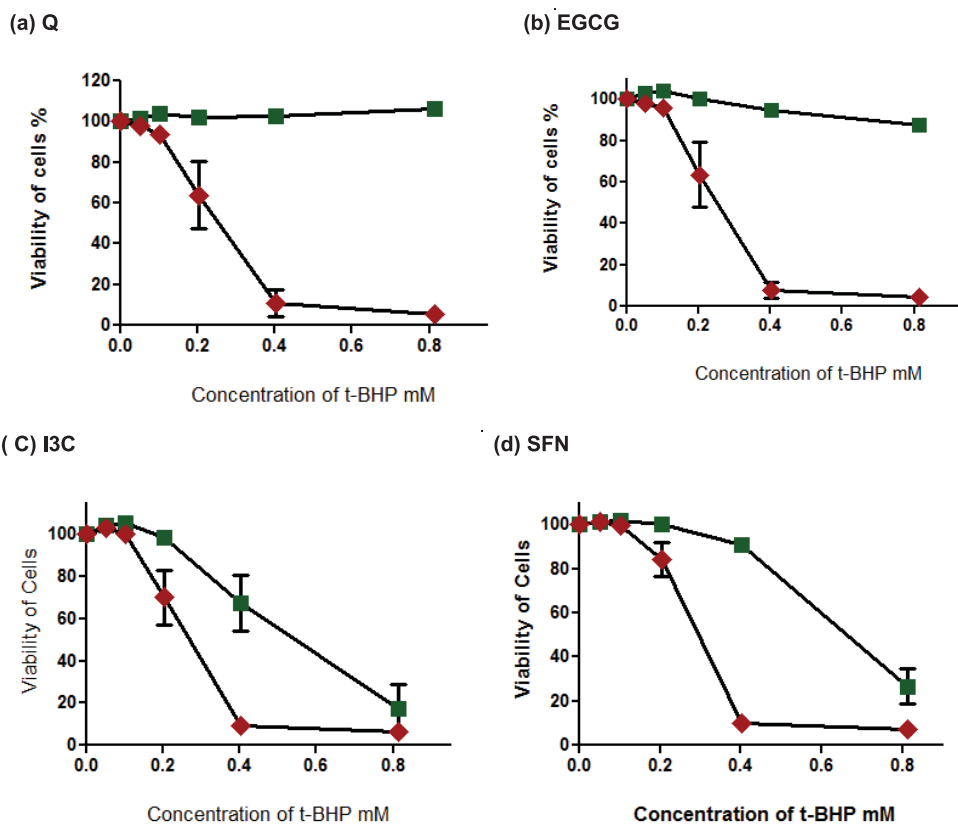 (a) Q
Viability of cells %
120
100
80
60
40
20
0
0.0 0.2 0.4 0.6 0.8
Concentration of t-BHP mM
(b) EGCG
Viability of cells %
100
80
60
40
20
0
0.0 0.2 0.4 0.6 0.8
Concentration of t-BHP mM
( C) I3C
Viability of Cells
100
80
60
40
20
0
0.0 0.2 0.4 0.6 0.8
Concentration of t-BHP mM
(d) SFN
Viability of Cells
100
80
60
40
20
0
0.0 0.2 0.4 0.6 0.8
Concentration of t-BHP mM